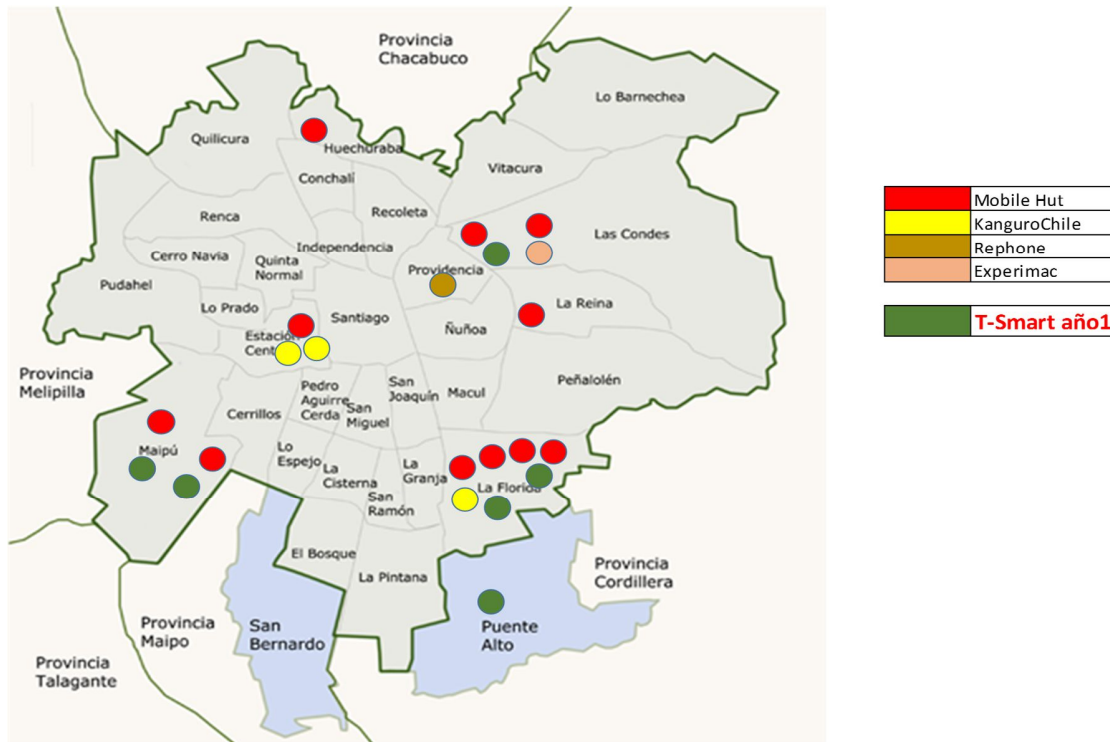 Provincia
Chacabuco
Lo Barnechea
Quilicura
Huechuraba
Vitacura
Conchalí
Renca
Recoleta
Las Condes
Independencia
Cerro Navia
Quinta
Normal
Providencia
Pudahel
Lo Prado
La Reina
Santiago
Ñuñoa
Estación
Provincia
Melipilla
Peñalolén
Pedro
Aguirre
Cerda
San
Joaquín
Macul
San
Miguel
Cerrillos
Maipú
Lo
Espejo
La
Cisterna
La
Granja
La Florida
San
Ramón
El Bosque
La Pintana
Provincia
Cordillera
Provincia
Maipo
San
Bernardo
Puente
Alto
Provincia
Talagante
Mobile Hut
KanguroChile
Rephone
Experimac
T-Smart año1